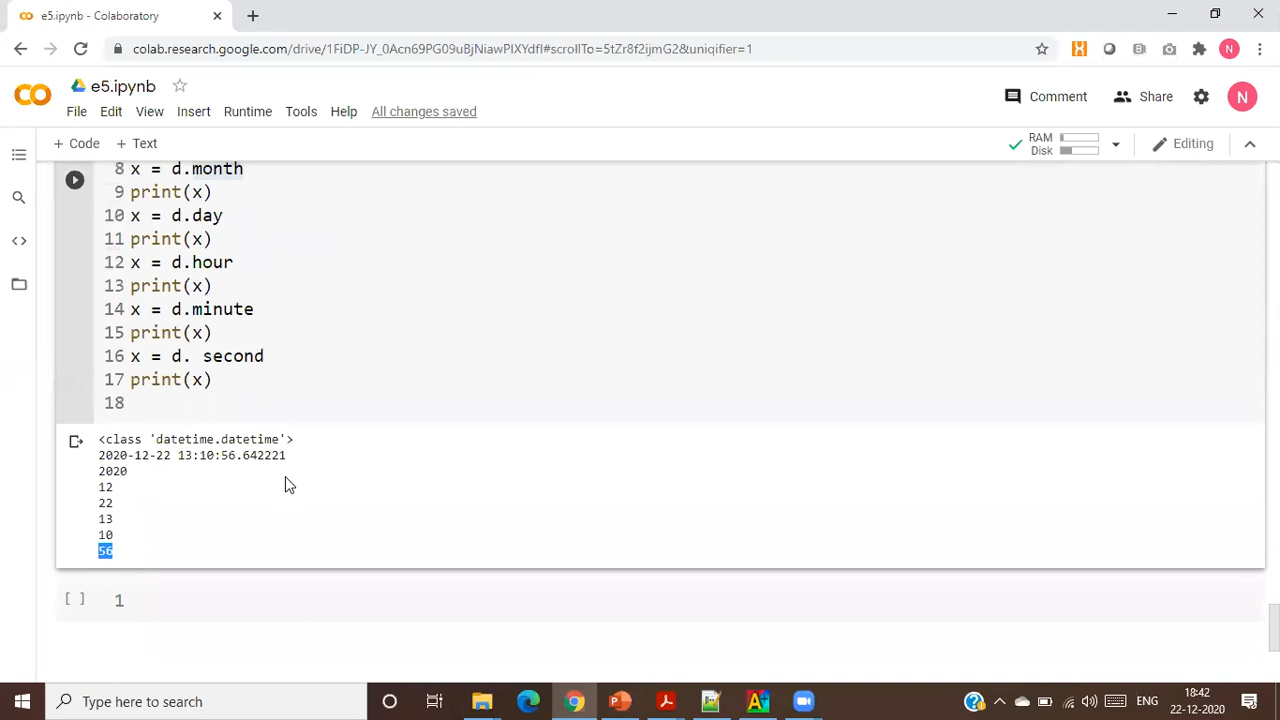 e5.ipynb - Colaboratory
colab.research.google.com/drive/1FiDP-JY_0Acn69PG09uBjNiawPIXYdfI#scrollTo=5tZr8f2ijmG2&uniqifier=1
N
e5.ipynb
Comment
Share
N
File Edit View Insert Runtime Tools Help All changes saved
+ Code + Text
RAM
Disk
Editing
8 x = d.month
9 print(x)
10 x = d.day
11 print(x)
12 x = d.hour
13 print(x)
14 x = d.minute
15 print(x)
16 x = d. second
17 print(x)
18
<class 'datetime.datetime'>
2020-12-22 13:10:56.642221
2020
12
22
13
10
56
[ ] 1
Type here to search
ENG
18:42
22-12-2020